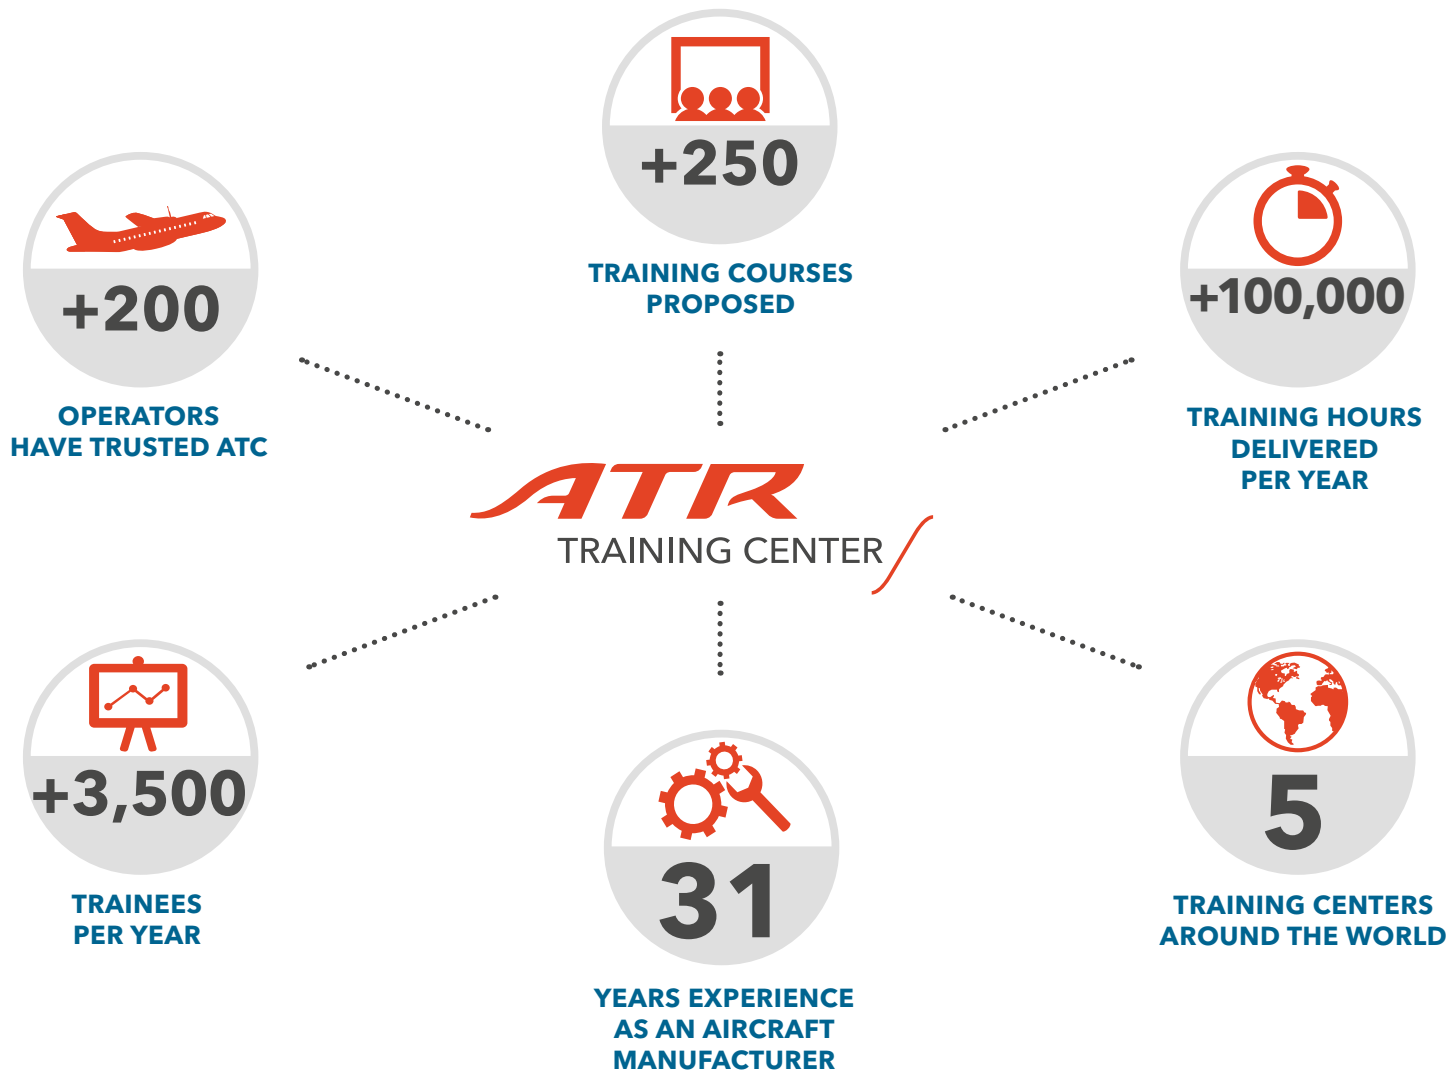 +250
TRAINING COURSES
PROPOSED
+200
OPERATORS
HAVE TRUSTED ATC
+100,000
TRAINING HOURS
DELIVERED
PER YEAR
ATR
TRAINING CENTER
+3,500
TRAINEES
PER YEAR
31
YEARS EXPERIENCE
AS AN AIRCRAFT
MANUFACTURER
5
TRAINING CENTERS
AROUND THE WORLD